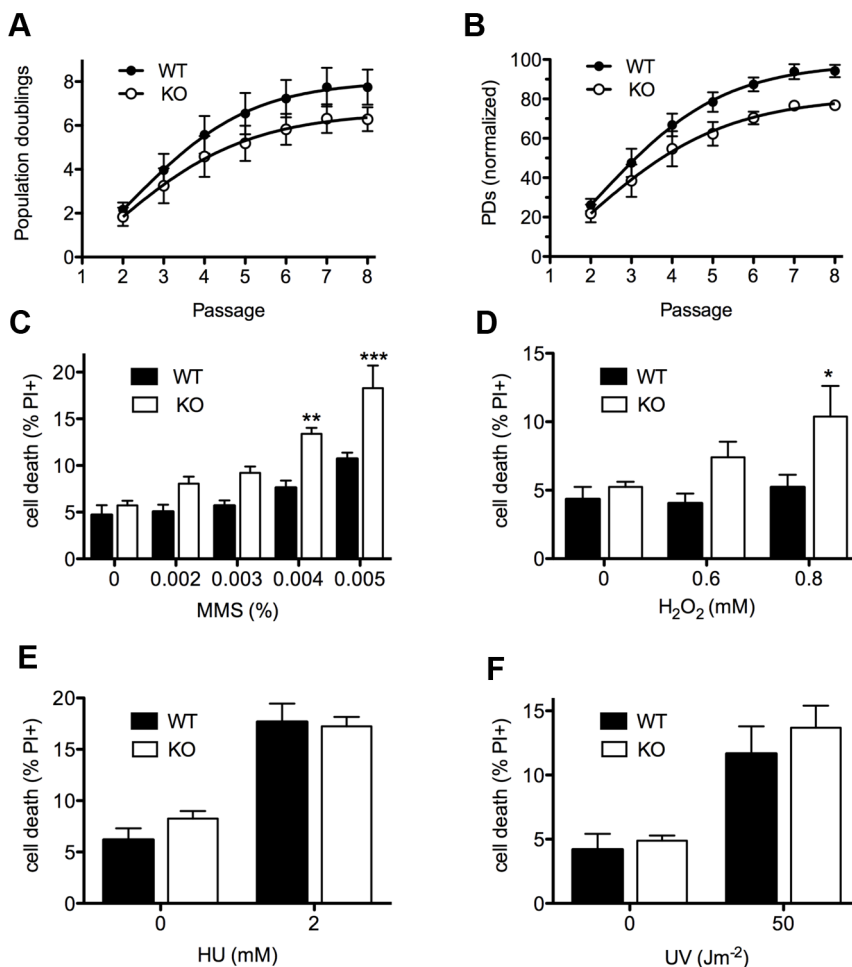 A
WT
KO
Population doublings
8
6
4
2
0
1 2 3 4 5 6 7 8
Passage
B
WT
KO
PDs (normalized)
100
80
60
40
20
0
1 2 3 4 5 6 7 8
Passage
C
WT
KO
cell death (% PI+)
20
15
10
5
0
** ***
0 0.002 0.003 0.004 0.005
MMS (%)
D
WT
KO
cell death (% PI+)
15
10
5
0
*
0 0.6 0.8
H₂O₂ (mM)
E
WT
KO
cell death (% PI+)
20
15
10
5
0
0 2
HU (mM)
F
WT
KO
cell death (% PI+)
15
10
5
0
0 50
UV (Jm⁻²)